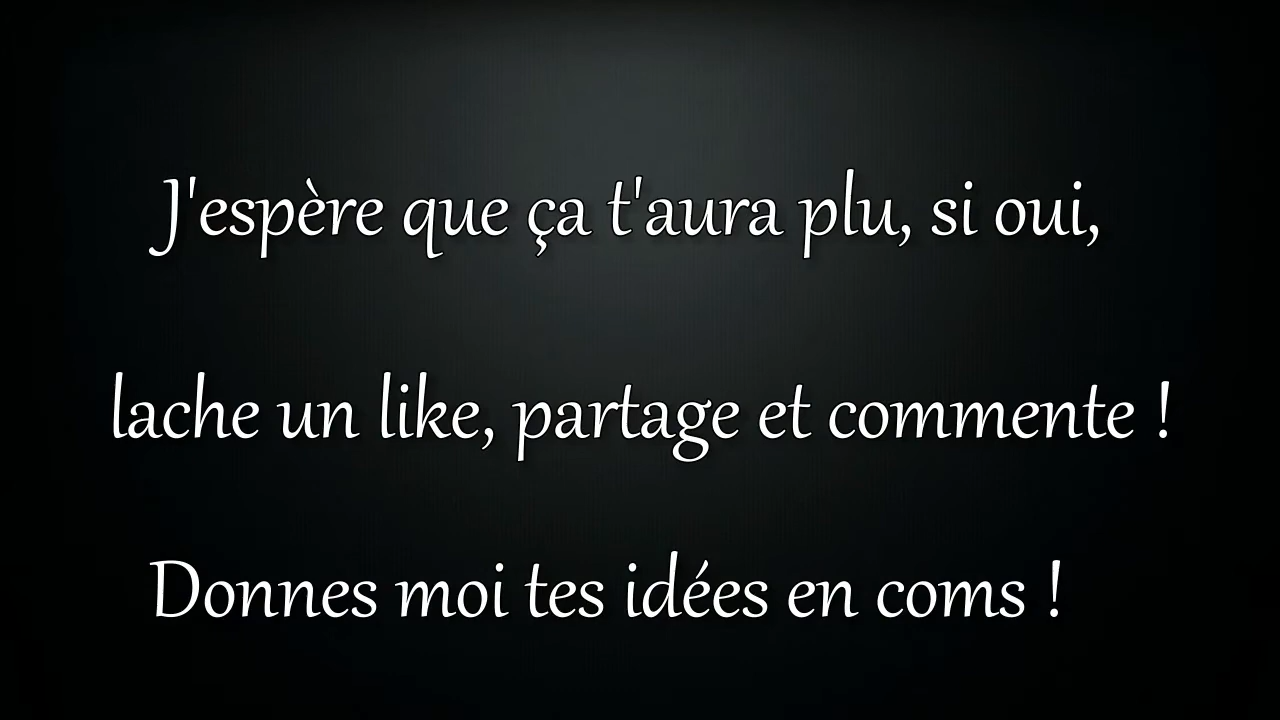 J'espère que ça t'aura plu, si oui,
lache un like, partage et commente !
Donnes moi tes idées en coms !